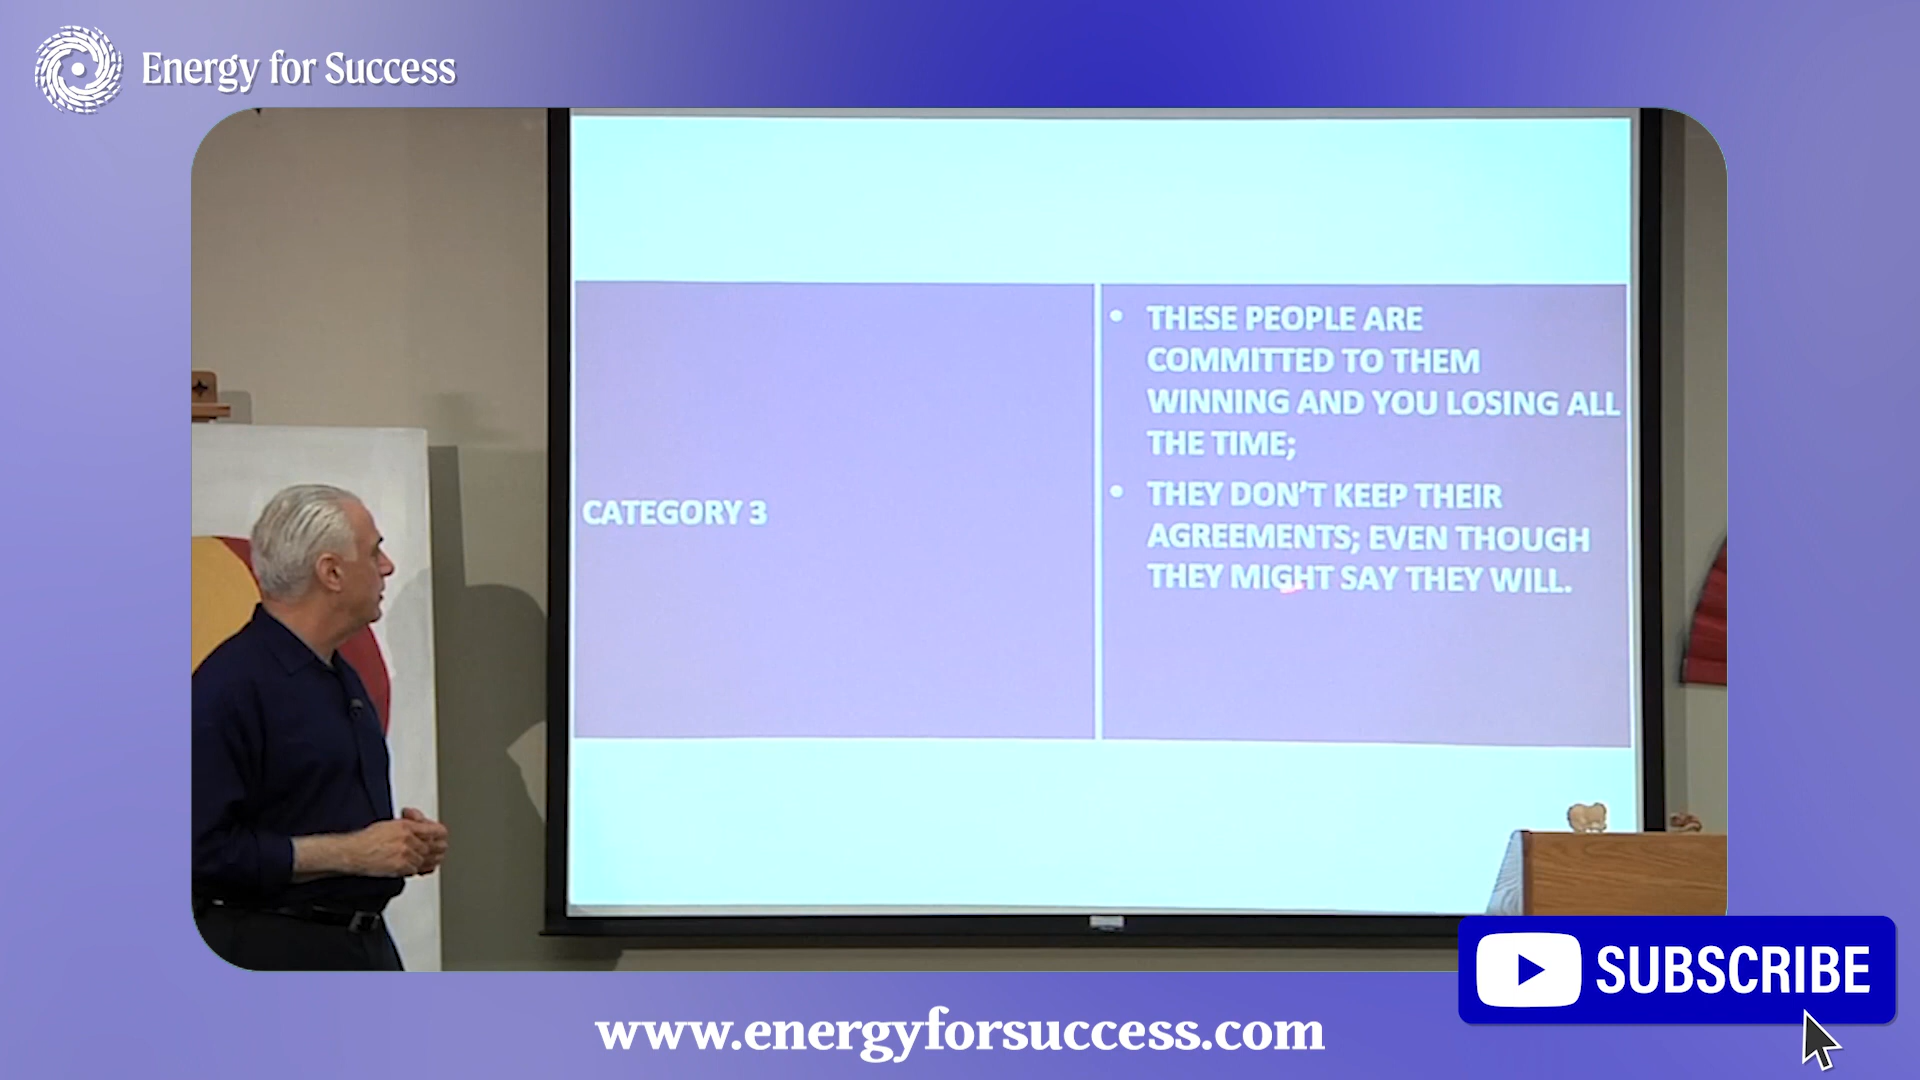 Energy for Success
CATEGORY 3
• THESE PEOPLE ARE
COMMITTED TO THEM
WINNING AND YOU LOSING ALL
THE TIME;
• THEY DON'T KEEP THEIR
AGREEMENTS; EVEN THOUGH
THEY MIGHT SAY THEY WILL.
SUBSCRIBE
www.energyforsuccess.com